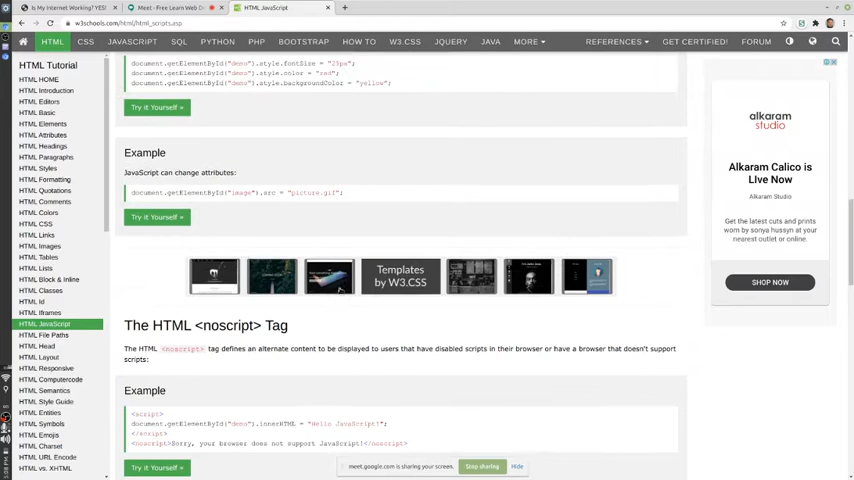 Is My Internet Working? YES!
Meet - Free Learn Web D
HTML JavaScript
w3schools.com/html/html_scripts.asp
HTML CSS JAVASCRIPT SQL PYTHON PHP BOOTSTRAP HOW TO W3.CSS JQUERY JAVA MORE REFERENCES GET CERTIFIED! FORUM
HTML Tutorial
HTML HOME
HTML Introduction
HTML Editors
HTML Basic
HTML Elements
HTML Attributes
HTML Headings
HTML Paragraphs
HTML Styles
HTML Formatting
HTML Quotations
HTML Comments
HTML Colors
HTML CSS
HTML Links
HTML Images
HTML Tables
HTML Lists
HTML Block & Inline
HTML Classes
HTML Id
HTML Iframes
HTML JavaScript
HTML File Paths
HTML Head
HTML Layout
HTML Responsive
HTML Computercode
HTML Semantics
HTML Style Guide
HTML Entities
HTML Symbols
HTML Emojis
HTML Charset
HTML URL Encode
HTML vs. XHTML
document.getElementById("demo").style.fontSize = "25px";
document.getElementById("demo").style.color = "red";
document.getElementById("demo").style.backgroundColor = "yellow";
Try it Yourself »
Example
JavaScript can change attributes:
document.getElementById("image").src = "picture.gif";
Try it Yourself »
Templates
by W3.CSS
The HTML <noscript> Tag
The HTML <noscript> tag defines an alternate content to be displayed to users that have disabled scripts in their browser or have a browser that doesn't support
scripts:
Example
<script>
document.getElementById("demo").innerHTML = "Hello JavaScript!";
</script>
<noscript>Sorry, your browser does not support JavaScript!</noscript>
Try it Yourself »
meet.google.com is sharing your screen.
Stop sharing
Hide
alkaram
studio
Alkaram Calico is
LIve Now
Alkaram Studio
Get the latest cuts and prints
worn by sonya hussyn at your
nearest outlet or online.
SHOP NOW
5:08 PM